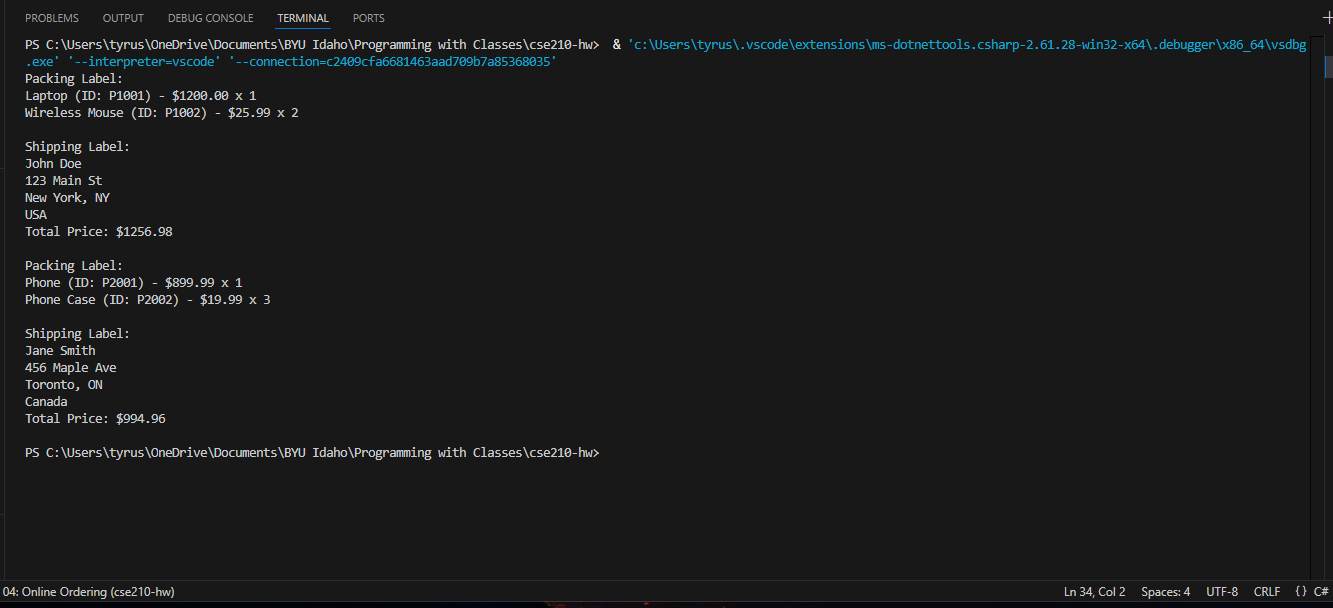 PROBLEMS OUTPUT DEBUG CONSOLE TERMINAL PORTS
PS C:\Users\tyrus\OneDrive\Documents\BYU Idaho\Programming with Classes\cse210-hw>  & 'c:\Users\tyrus\.vscode\extensions\ms-dotnettools.csharp-2.61.28-win32-x64\.debugger\x86_64\vsdbg
.exe' '--interpreter=vscode' '--connection=c2409cfa6681463aad709b7a85368035'
Packing Label:
Laptop (ID: P1001) - $1200.00 x 1
Wireless Mouse (ID: P1002) - $25.99 x 2
Shipping Label:
John Doe
123 Main St
New York, NY
USA
Total Price: $1256.98
Packing Label:
Phone (ID: P2001) - $899.99 x 1
Phone Case (ID: P2002) - $19.99 x 3
Shipping Label:
Jane Smith
456 Maple Ave
Toronto, ON
Canada
Total Price: $994.96
PS C:\Users\tyrus\OneDrive\Documents\BYU Idaho\Programming with Classes\cse210-hw>
04: Online Ordering (cse210-hw) Ln 34, Col 2 Spaces: 4 UTF-8 CRLF {} C#